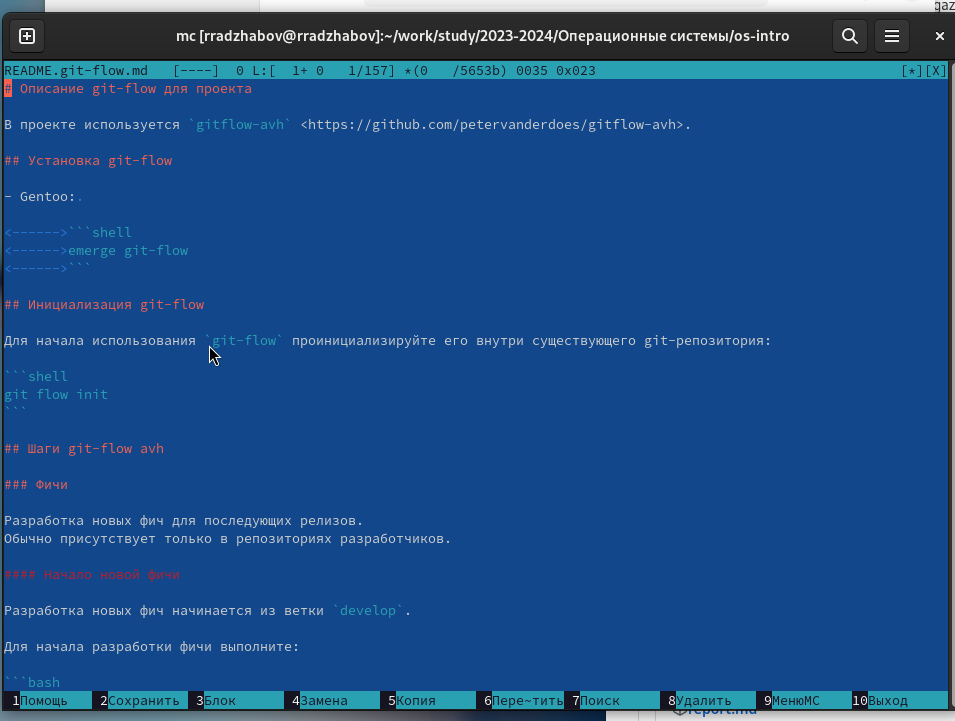 gaz
mc [rradzhabov@rradzhabov]:~/work/study/2023-2024/Операционные системы/os-intro
README.git-flow.md   [----]  0 L:[  1+ 0   1/157] *(0   /5653b) 0035 0x023                                      [*][X]
# Описание git-flow для проекта
В проекте используется `gitflow-avh` <https://github.com/petervanderdoes/gitflow-avh>.
## Установка git-flow
- Gentoo:.
<------>```shell
<------>emerge git-flow
<------>```
## Инициализация git-flow
Для начала использования `git-flow` проинициализируйте его внутри существующего git-репозитория:
```shell
git flow init
```
## Шаги git-flow avh
### Фичи
Разработка новых фич для последующих релизов.
Обычно присутствует только в репозиториях разработчиков.
#### Начало новой фичи
Разработка новых фич начинается из ветки `develop`.
Для начала разработки фичи выполните:
```bash
1Помощь 2Сохранить 3Блок 4Замена 5Копия 6Пере~тить 7Поиск 8Удалить 9МенюMC 10Выход
report.md